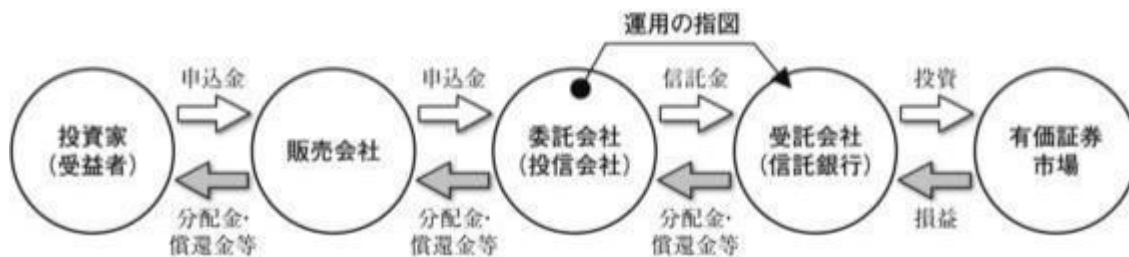 運用の指図
申込金
申込金
信託金
投資
投資家
(受益者)
販売会社
委託会社
(投信会社)
受託会社
(信託銀行)
有価証券
市場
分配金・
償還金等
分配金・
償還金等
分配金・
償還金等
損益